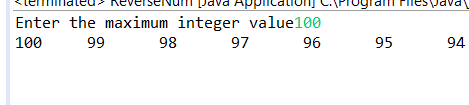 <terminated> ReverseNum [Java Application] C:\Program Files\Java\
Enter the maximum integer value100
100 99 98 97 96 95 94